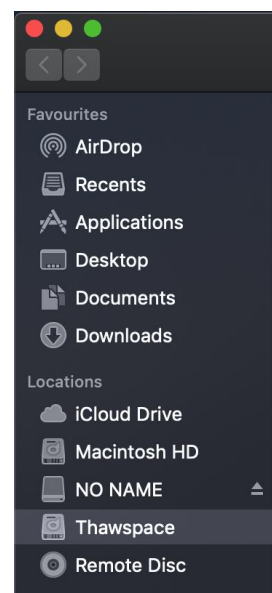 Favourites
AirDrop
Recents
Applications
Desktop
Documents
Downloads
Locations
iCloud Drive
Macintosh HD
NO NAME
Thawspace
Remote Disc